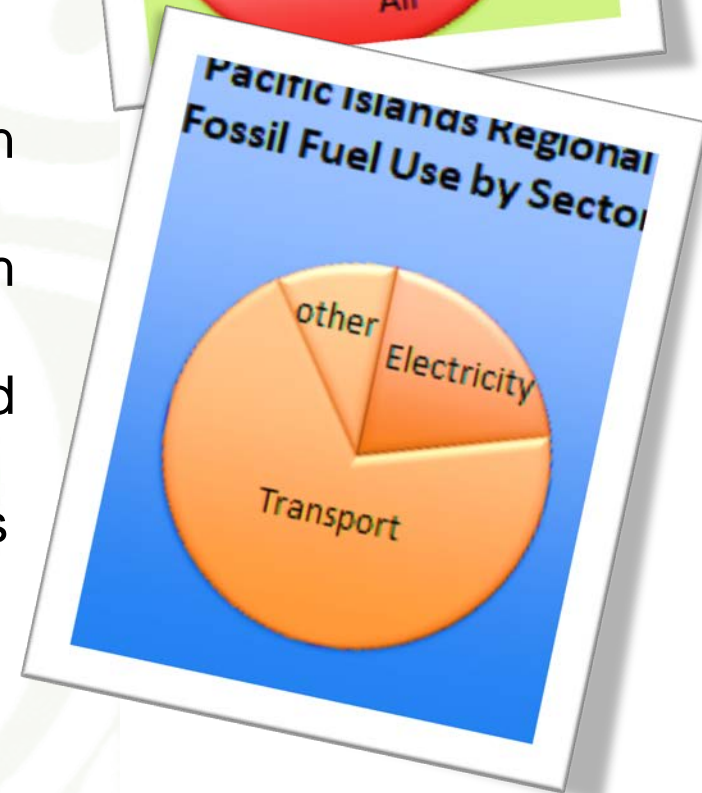 Air
Pacific Islands Regional
Fossil Fuel Use by Sector
other
Electricity
Transport
n
n
d
s